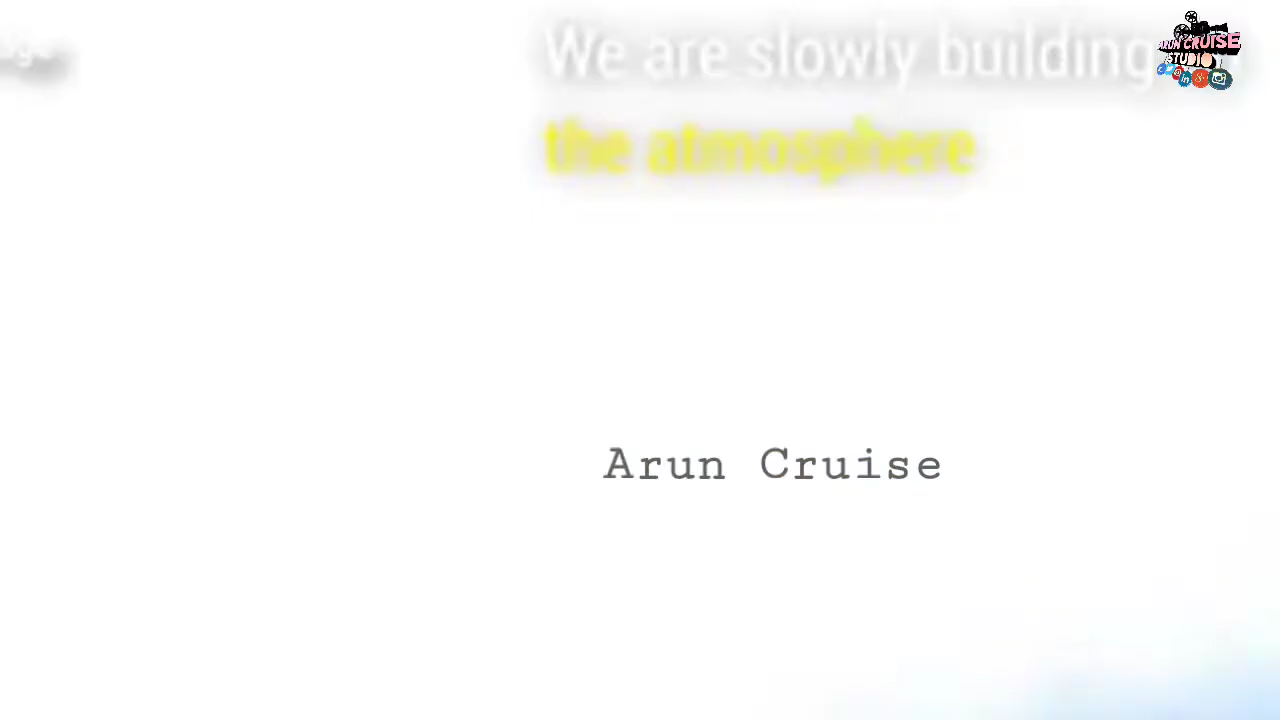 We are slowly building
the atmosphere
ARUN CRUISE
STUDIO
Arun Cruise